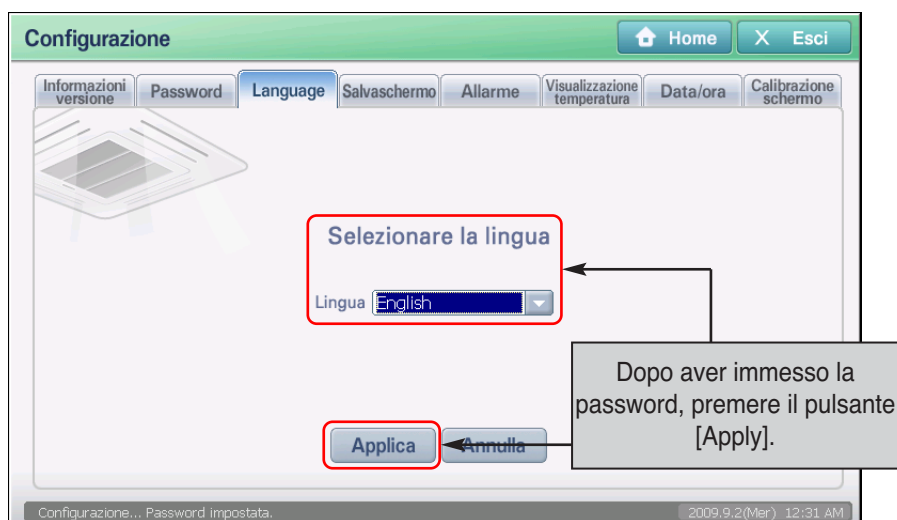 Configurazione
Home
X Esci
Informazioni
versione
Password
Language
Salvaschermo
Allarme
Visualizzazione
temperatura
Data/ora
Calibrazione
schermo
Selezionare la lingua
Lingua English
Dopo aver immesso la
password, premere il pulsante
[Apply].
Applica
Annulla
Configurazione... Password impostata.
2009.9.2(Mer) 12:31 AM